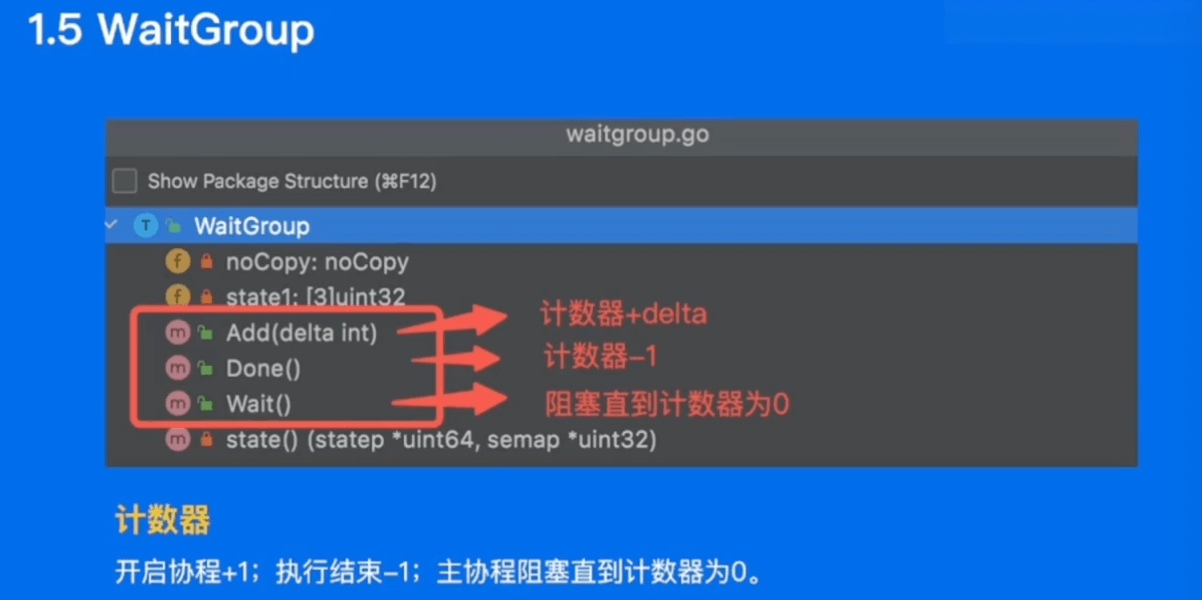 1.5 WaitGroup
waitgroup.go
Show Package Structure (⌘F12)
T WaitGroup
f noCopy: noCopy
f state1: [3]uint32
m Add(delta int) 计数器+delta
m Done() 计数器-1
m Wait() 阻塞直到计数器为0
m state() (statep *uint64, semap *uint32)
计数器
开启协程+1；执行结束-1；主协程阻塞直到计数器为0。